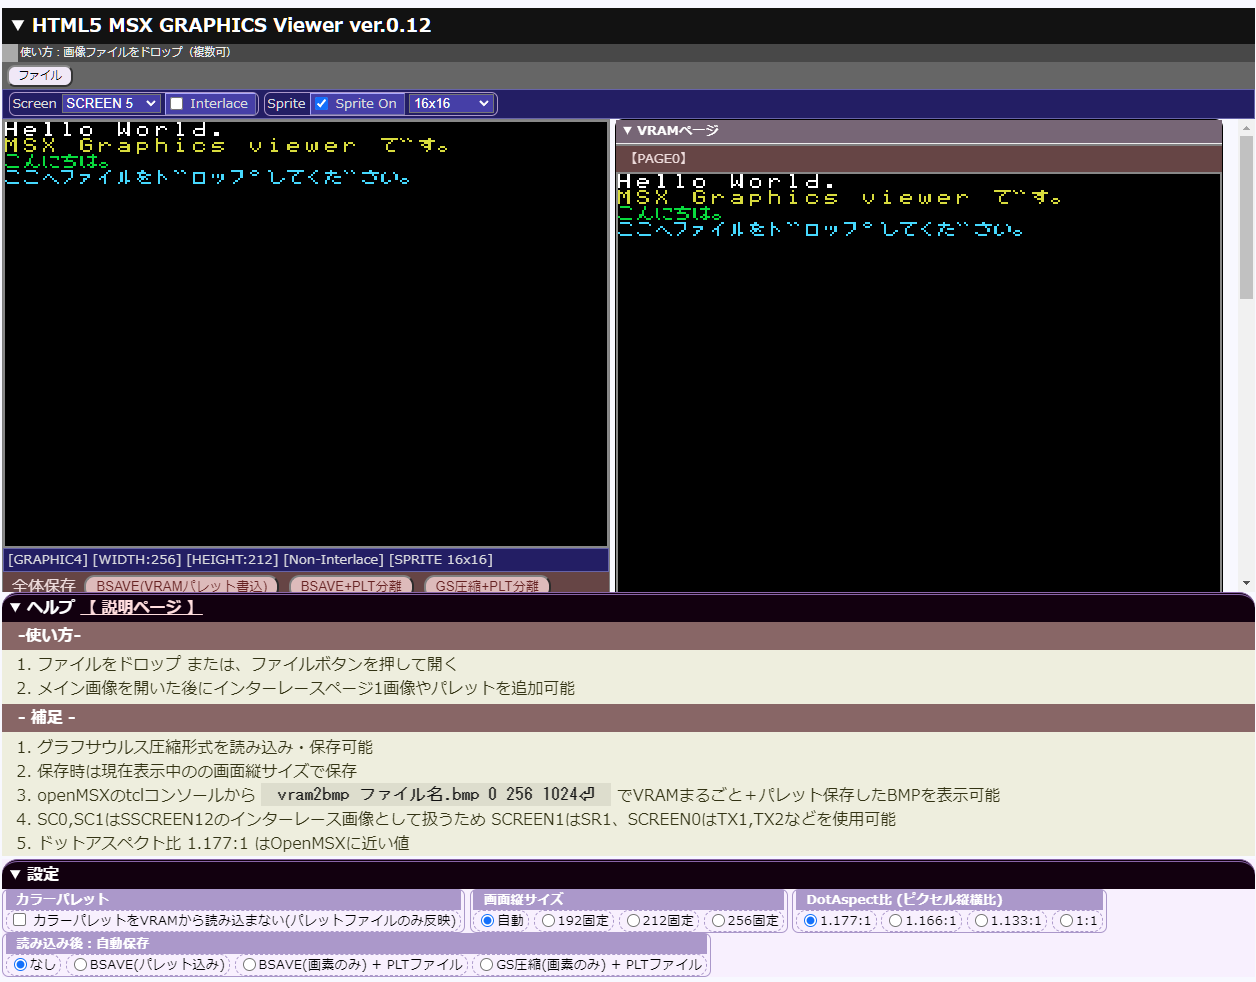 ▼ HTML5 MSX GRAPHICS Viewer ver.0.12
使い方：画像ファイルをドロップ（複数可）
ファイル
Screen SCREEN 5 Interlace Sprite Sprite On 16x16
Hello World.
MSX Graphics viewer で゛す。
こんにちは。
ここへファイルをト゛ロッフ゜してくた゛さい。
▼ VRAMページ
【PAGE0】
Hello World.
MSX Graphics viewer で゛す。
こんにちは。
ここへファイルをト゛ロッフ゜してくた゛さい。
[GRAPHIC4] [WIDTH:256] [HEIGHT:212] [Non-Interlace] [SPRITE 16x16]
全体保存 BSAVE(VRAMパレット書込) BSAVE+PLT分離 GS圧縮+PLT分離
▼ ヘルプ 【 説明ページ 】
-使い方-
1. ファイルをドロップ または、ファイルボタンを押して開く
2. メイン画像を開いた後にインターレースページ1画像やパレットを追加可能
- 補足 -
1. グラフサウルス圧縮形式を読み込み・保存可能
2. 保存時は現在表示中のの画面縦サイズで保存
3. openMSXのtclコンソールから vram2bmp ファイル名.bmp 0 256 1024⏎ でVRAMまるごと＋パレット保存したBMPを表示可能
4. SC0,SC1はSSCREEN12のインターレース画像として扱うため SCREEN1はSR1、SCREEN0はTX1,TX2などを使用可能
5. ドットアスペクト比 1.177:1 はOpenMSXに近い値
▼ 設定
カラーパレット
カラーパレットをVRAMから読み込まない(パレットファイルのみ反映)
画面縦サイズ
自動 192固定 212固定 256固定
DotAspect比 (ピクセル縦横比)
1.177:1 1.166:1 1.133:1 1:1
読み込み後：自動保存
なし BSAVE(パレット込み) BSAVE(画素のみ) + PLTファイル GS圧縮(画素のみ) + PLTファイル